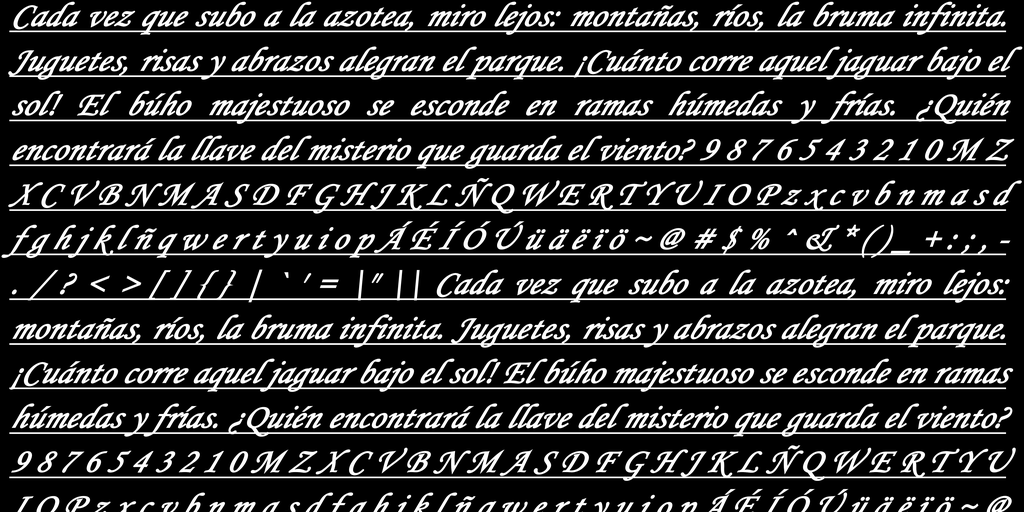 Cada vez que subo a la azotea, miro lejos: montañas, ríos, la bruma infinita.
Juguetes, risas y abrazos alegran el parque. ¡Cuánto corre aquel jaguar bajo el
sol! El búho majestuoso se esconde en ramas húmedas y frías. ¿Quién
encontrará la llave del misterio que guarda el viento? 9 8 7 6 5 4 3 2 1 0 M Z
X C V B N M A S D F G H J K L Ñ Q W E R T Y U I O P z x c v b n m a s d
f g h j k l ñ q w e r t y u i o p Á É Í Ó Ú ü ä ë ï ö ~ @ # $ % ^ & * ( ) _ + : ; , -
. / ? < > [ ] { } | ` ' = | " | | Cada vez que subo a la azotea, miro lejos:
montañas, ríos, la bruma infinita. Juguetes, risas y abrazos alegran el parque.
¡Cuánto corre aquel jaguar bajo el sol! El búho majestuoso se esconde en ramas
húmedas y frías. ¿Quién encontrará la llave del misterio que guarda el viento?
9 8 7 6 5 4 3 2 1 0 M Z X C V B N M A S D F G H J K L Ñ Q W E R T Y U
I O P z x c v b n m a s d f g h j k l ñ q w e r t y u i o p Á É Í Ó Ú ü ä ë ï ö ~ @